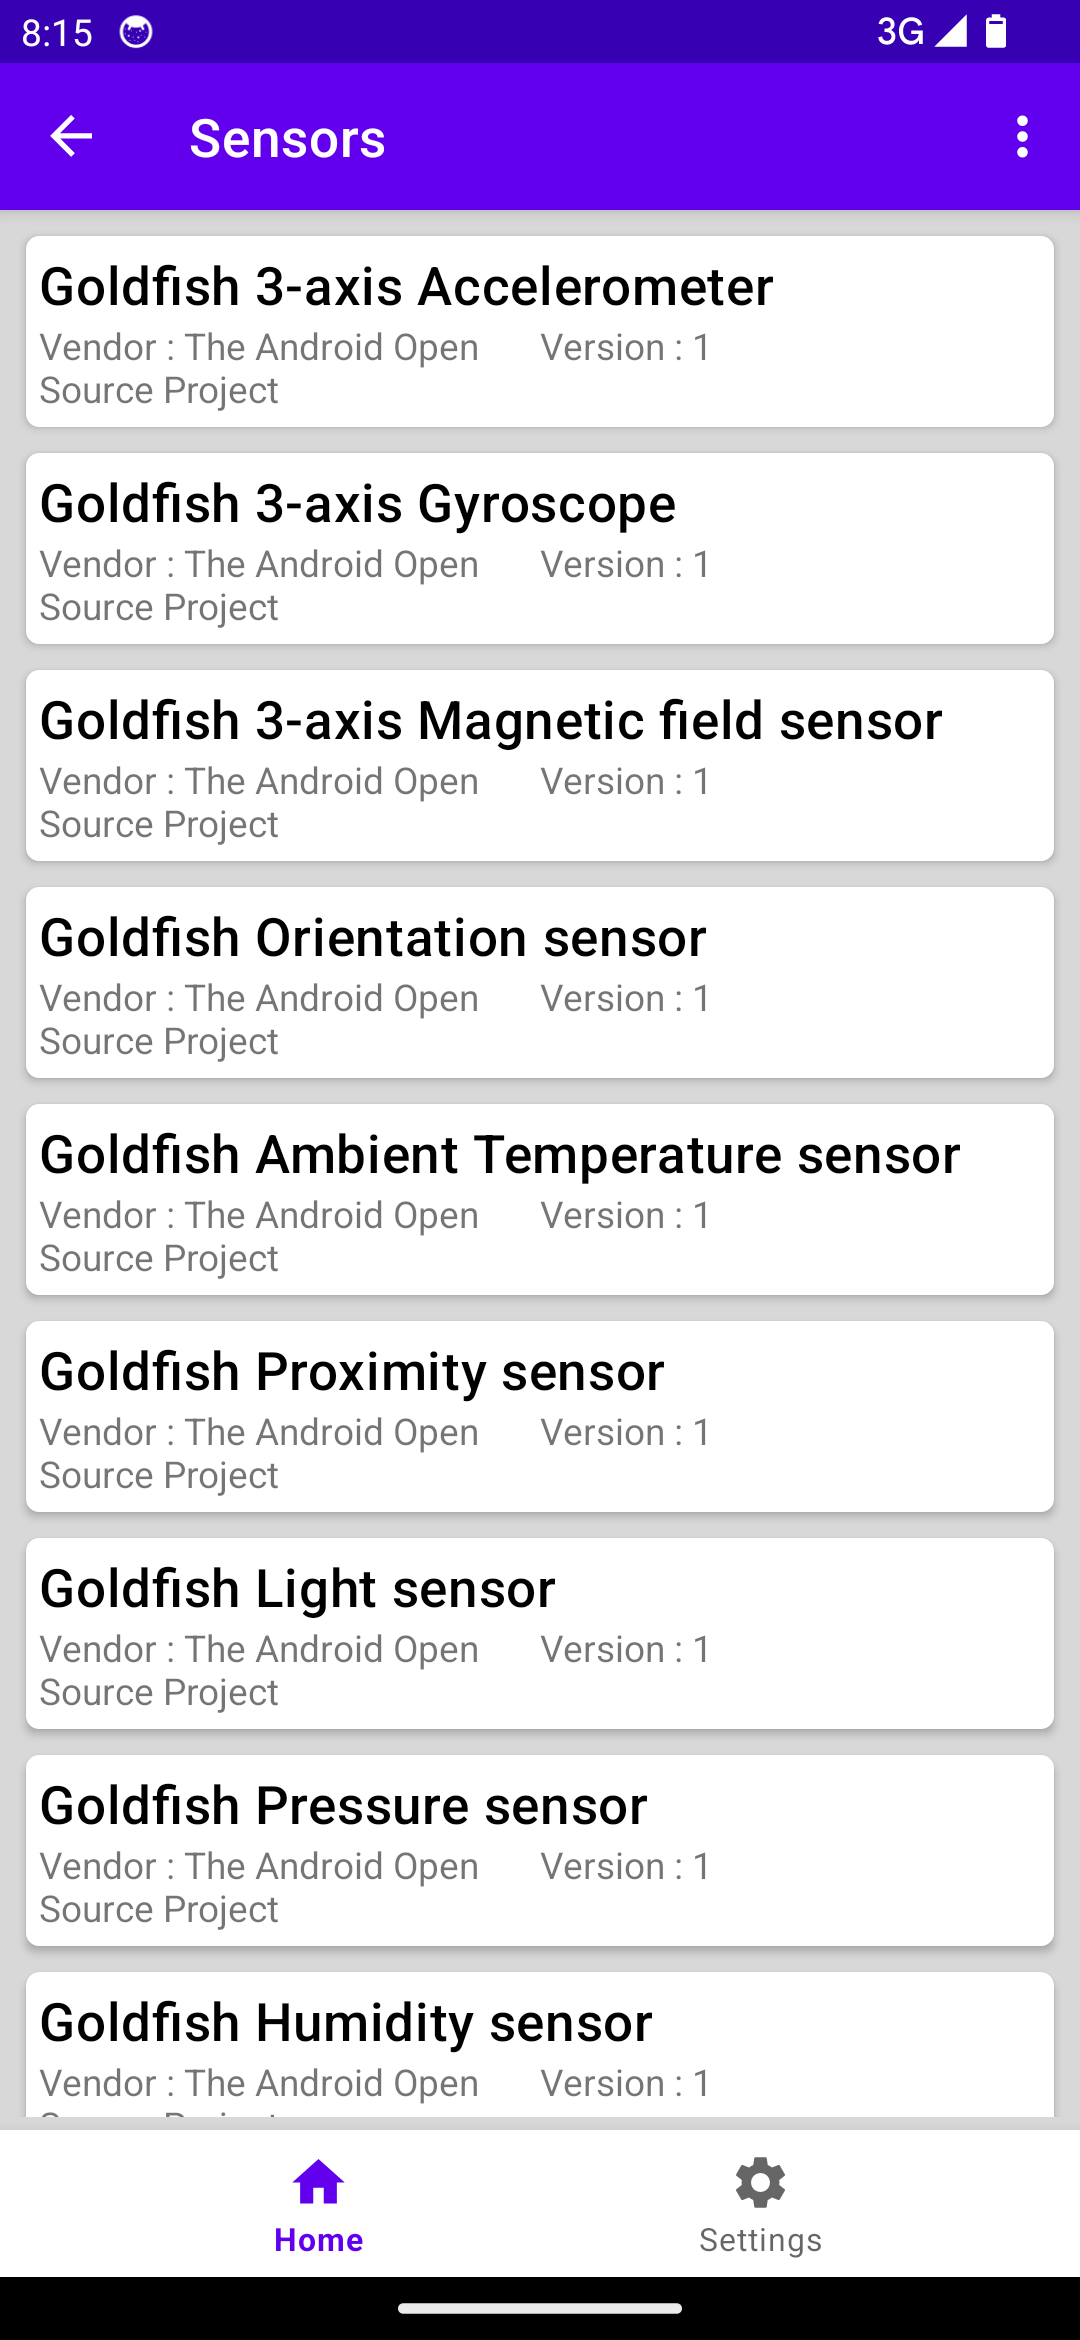 8:15
3G
Sensors
Goldfish 3-axis Accelerometer
Vendor : The Android Open Version : 1
Source Project
Goldfish 3-axis Gyroscope
Vendor : The Android Open Version : 1
Source Project
Goldfish 3-axis Magnetic field sensor
Vendor : The Android Open Version : 1
Source Project
Goldfish Orientation sensor
Vendor : The Android Open Version : 1
Source Project
Goldfish Ambient Temperature sensor
Vendor : The Android Open Version : 1
Source Project
Goldfish Proximity sensor
Vendor : The Android Open Version : 1
Source Project
Goldfish Light sensor
Vendor : The Android Open Version : 1
Source Project
Goldfish Pressure sensor
Vendor : The Android Open Version : 1
Source Project
Goldfish Humidity sensor
Vendor : The Android Open Version : 1
Home
Settings